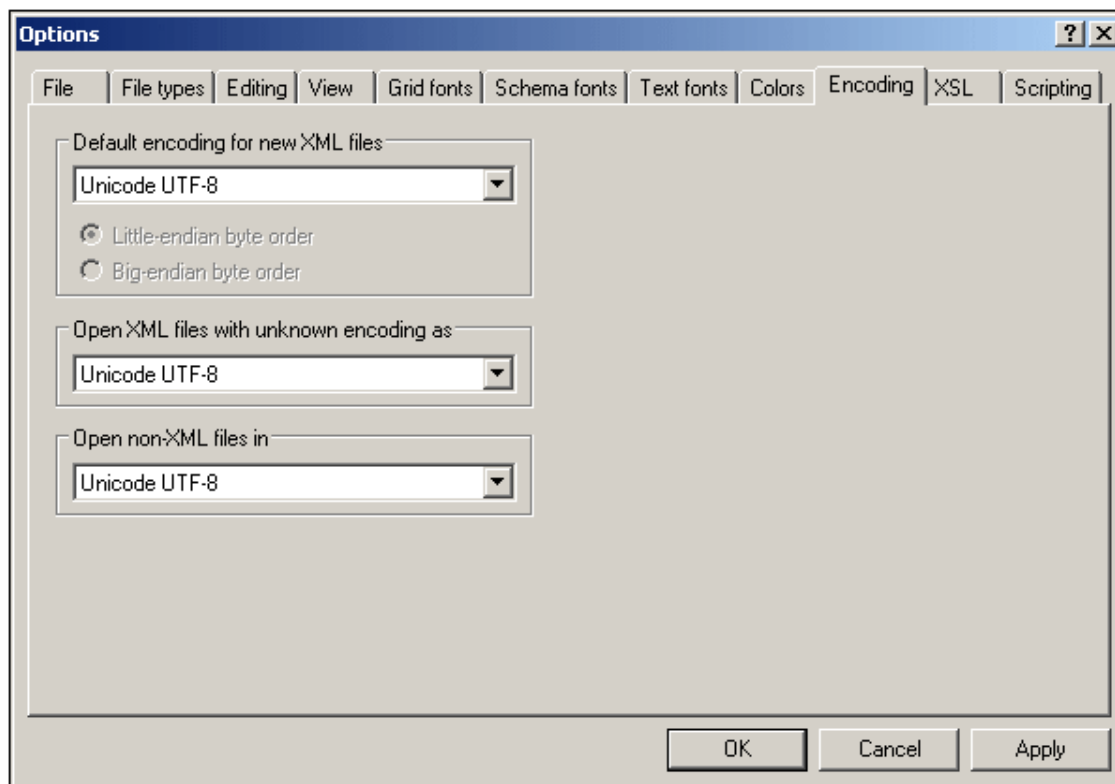 Options
File File types Editing View Grid fonts Schema fonts Text fonts Colors Encoding XSL Scripting
Default encoding for new XML files
Unicode UTF-8
Little-endian byte order
Big-endian byte order
Open XML files with unknown encoding as
Unicode UTF-8
Open non-XML files in
Unicode UTF-8
OK Cancel Apply